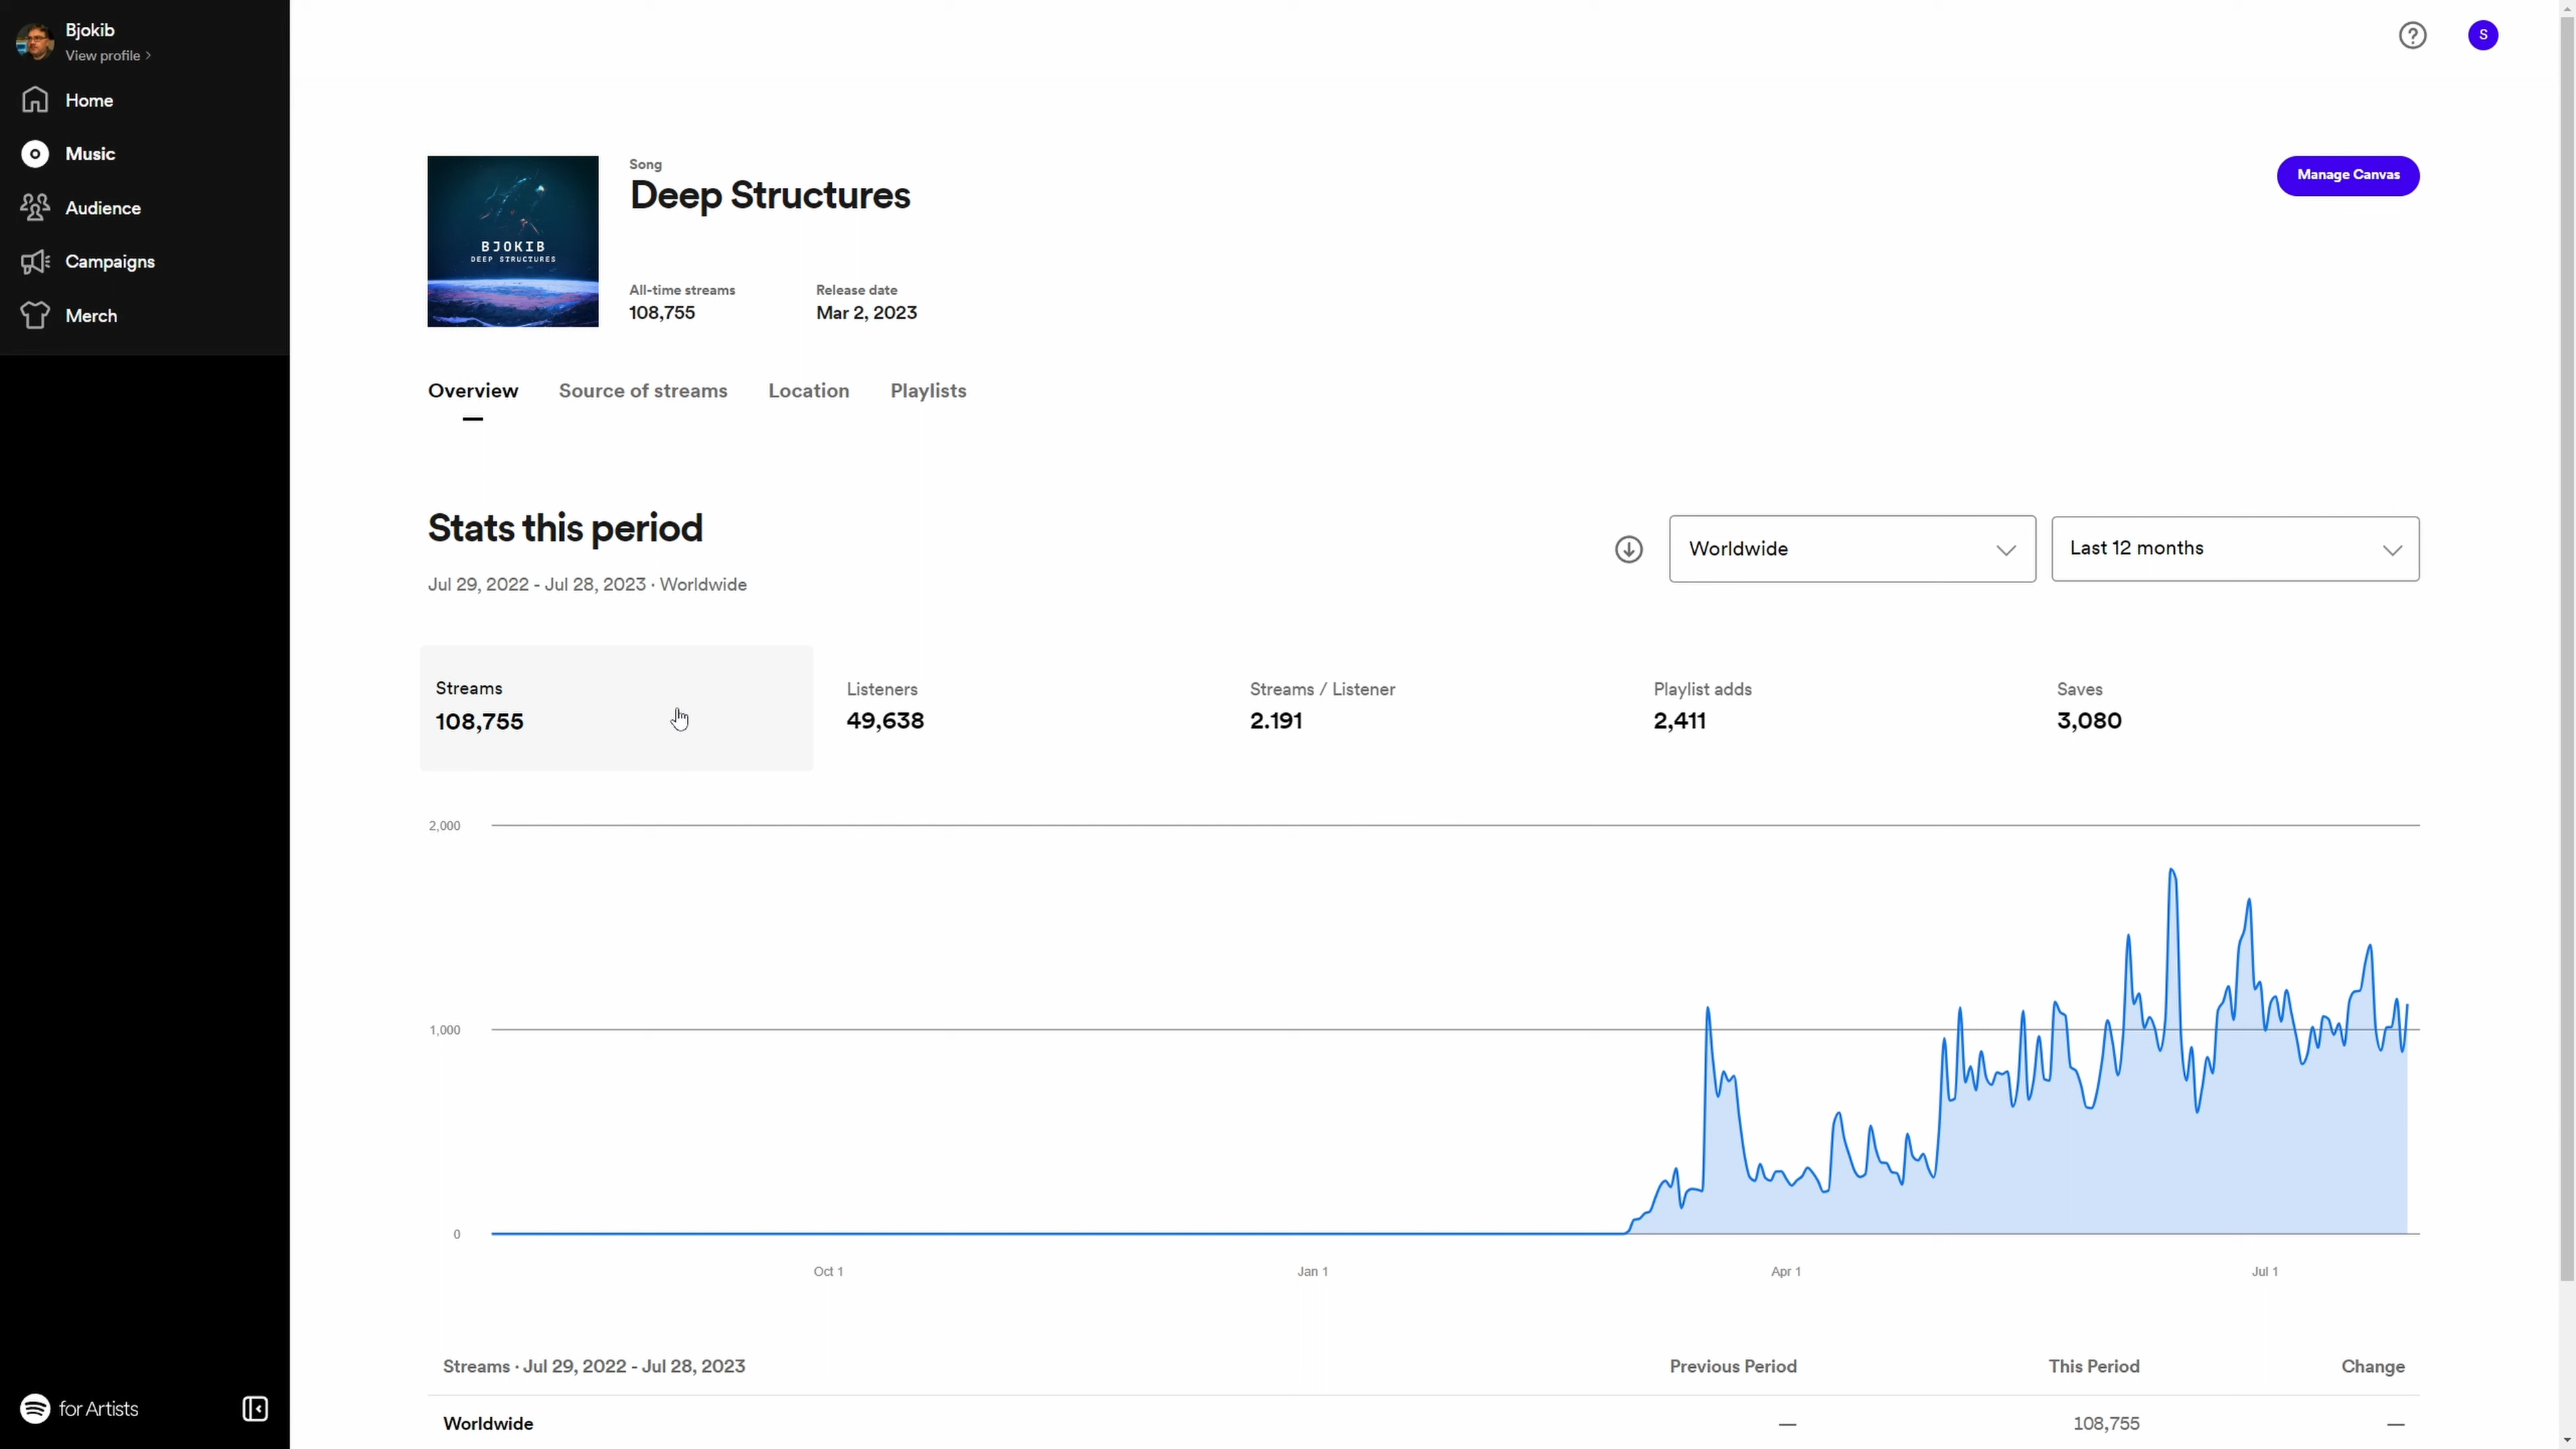 Bjokib
View profile >
Home
Music
Audience
Campaigns
Merch
for Artists
S
BJOKIB
DEEP STRUCTURES
Song
Deep Structures
Manage Canvas
All-time streams
108,755
Release date
Mar 2, 2023
Overview
Source of streams
Location
Playlists
Stats this period
Jul 29, 2022 - Jul 28, 2023 · Worldwide
Worldwide
Last 12 months
Streams
108,755
Listeners
49,638
Streams / Listener
2.191
Playlist adds
2,411
Saves
3,080
2,000
1,000
0
Oct 1
Jan 1
Apr 1
Jul 1
Streams · Jul 29, 2022 - Jul 28, 2023
Previous Period
This Period
Change
Worldwide
—
108,755
—